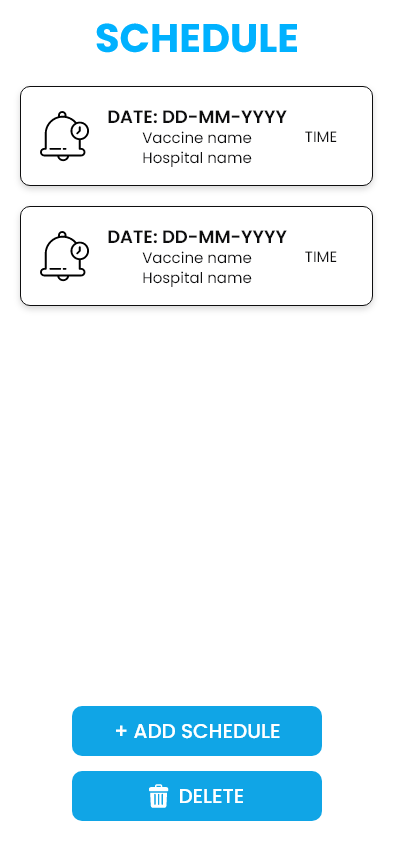 SCHEDULE
DATE: DD-MM-YYYY
Vaccine name
TIME
Hospital name
DATE: DD-MM-YYYY
Vaccine name
TIME
Hospital name
+ ADD SCHEDULE
DELETE